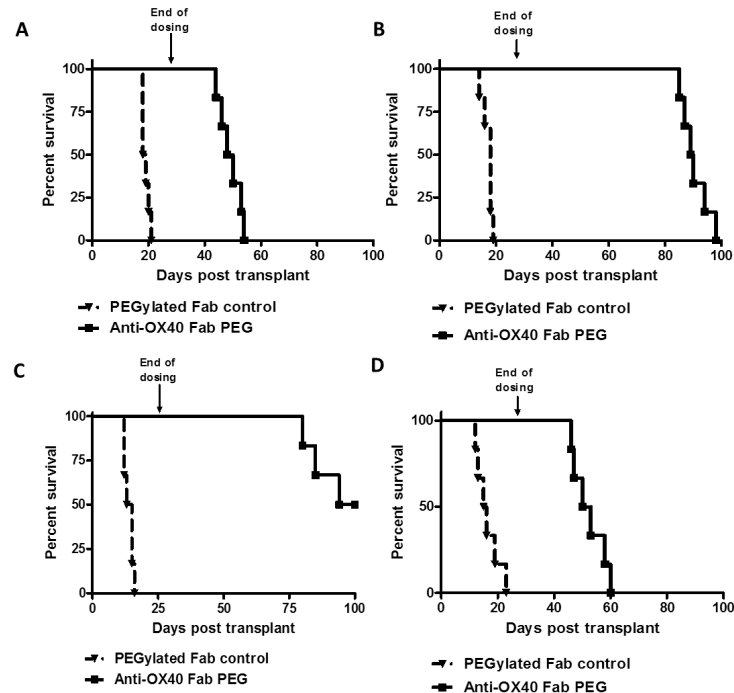 A
End of
dosing
Percent survival
100
75
50
25
0
0 20 40 60 80 100
Days post transplant
PEGylated Fab control
Anti-OX40 Fab PEG
B
End of
dosing
Percent survival
100
75
50
25
0
0 20 40 60 80 100
Days post transplant
PEGylated Fab control
Anti-OX40 Fab PEG
C
End of
dosing
Percent survival
100
75
50
25
0
0 25 50 75 100
Days post transplant
PEGylated Fab control
Anti-OX40 Fab PEG
D
End of
dosing
Percent survival
100
75
50
25
0
0 20 40 60 80 100
Days post transplant
PEGylated Fab control
Anti-OX40 Fab PEG